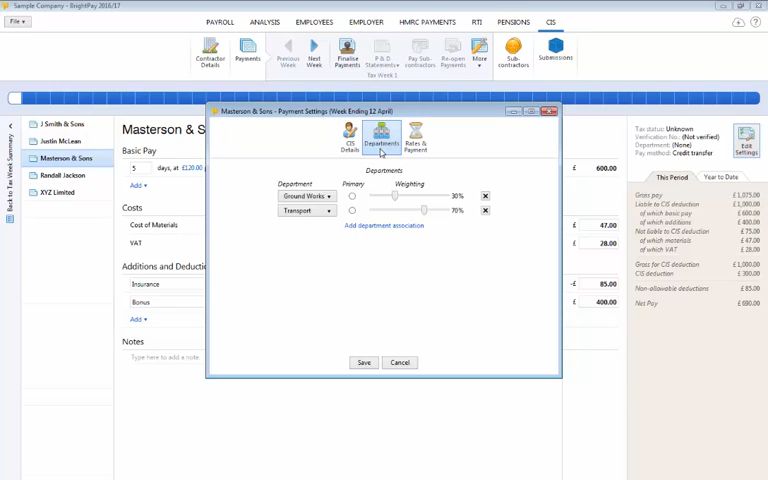 Sample Company - BrightPay 2016/17
File
PAYROLL ANALYSIS EMPLOYEES EMPLOYER HMRC PAYMENTS RTI PENSIONS CIS
Contractor Details Payments Previous Week Next Week Finalise Payments P & D Statements Pay Sub-contractors Re-open Payments More Sub-contractors Submissions
Tax Week 1
Back to Tax Week Summary
J Smith & Sons
Justin McLean
Masterson & Sons
Randall Jackson
XYZ Limited
Masterson & S
Basic Pay
5 days, at £120.00
£ 600.00
Add
Costs
Cost of Materials £ 47.00
VAT £ 28.00
Additions and Deduction
Insurance -£ 85.00
Bonus £ 400.00
Add
Notes
Type here to add a note
Masterson & Sons - Payment Settings (Week Ending 12 April)
CIS Details Departments Rates & Payment
Departments
Department Primary Weighting
Ground Works 30%
Transport 70%
Add department association
Save Cancel
Tax status: Unknown
Verification No.: (Not verified)
Department: (None)
Pay method: Credit transfer
Edit Settings
This Period Year to Date
Gross pay £1,075.00
Liable to CIS deduction £1,000.00
of which basic pay £600.00
of which additions £400.00
Not liable to CIS deduction £75.00
of which materials £47.00
of which VAT £28.00
Gross for CIS deduction £1,000.00
CIS deduction £300.00
Non-allowable deductions £85.00
Net Pay £690.00